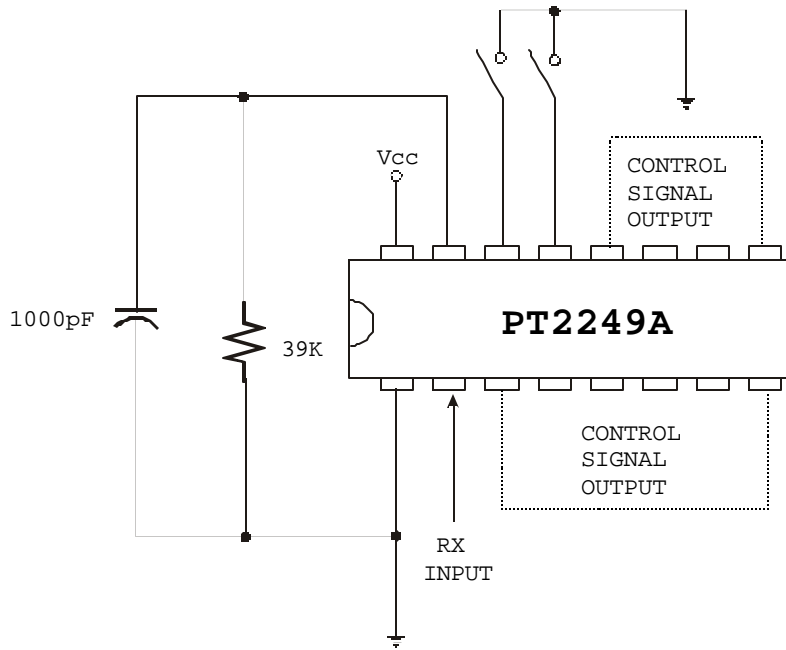 Vcc
CONTROL
SIGNAL
OUTPUT
1000pF
39K
PT2249A
CONTROL
SIGNAL
OUTPUT
RX
INPUT